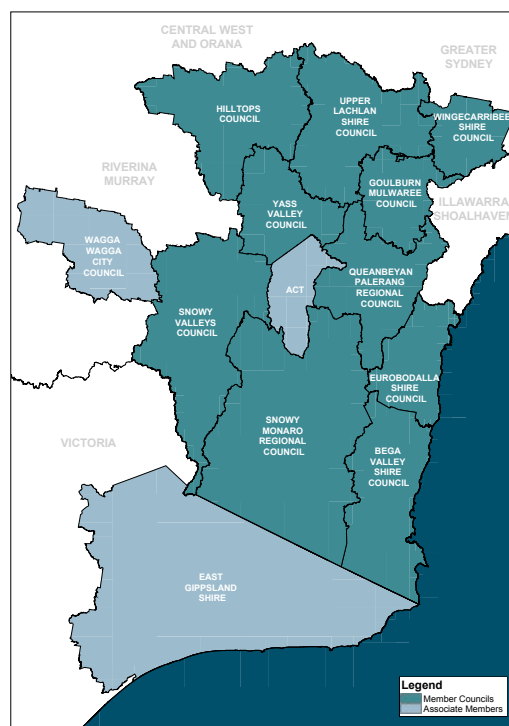 CENTRAL WEST
AND ORANA
GREATER
SYDNEY
HILLTOPS
COUNCIL
UPPER
LACHLAN
SHIRE
COUNCIL
WINGECARRIBEE
SHIRE
COUNCIL
RIVERINA
MURRAY
GOULBURN
MULWAREE
COUNCIL
YASS
VALLEY
COUNCIL
ILLAWARRA
SHOALHAVEN
WAGGA
WAGGA
CITY
COUNCIL
ACT
QUEANBEYAN
PALERANG
REGIONAL
COUNCIL
SNOWY
VALLEYS
COUNCIL
EUROBODALLA
SHIRE
COUNCIL
SNOWY
MONARO
REGIONAL
COUNCIL
VICTORIA
BEGA
VALLEY
SHIRE
COUNCIL
EAST
GIPPSLAND
SHIRE
Legend
Member Councils
Associate Members